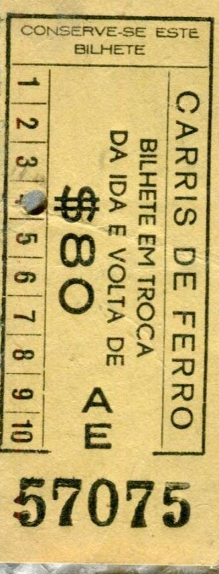 CONSERVE-SE ESTE
BILHETE
CARRIS DE FERRO
BILHETE EM TROCA
DA IDA E VOLTA DE
$80
AE
1 2 3 4 5 6 7 8 9 10
57075